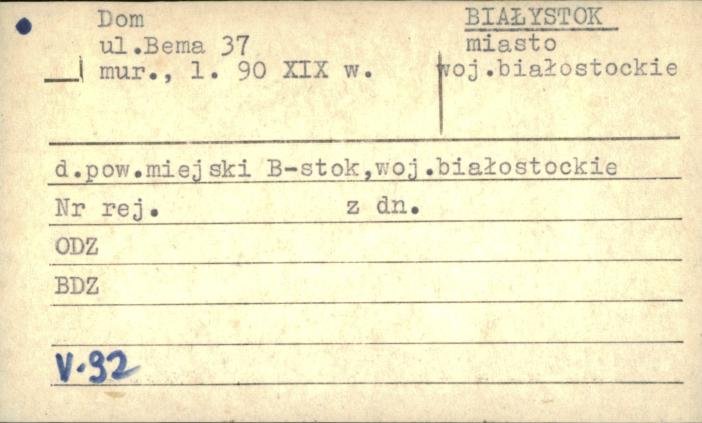 Dom
ul.Bema 37
mur., l. 90 XIX w.
BIAŁYSTOK
miasto
woj.białostockie
d.pow.miejski B-stok,woj.białostockie
Nr rej. z dn.
ODZ
BDZ
V-92